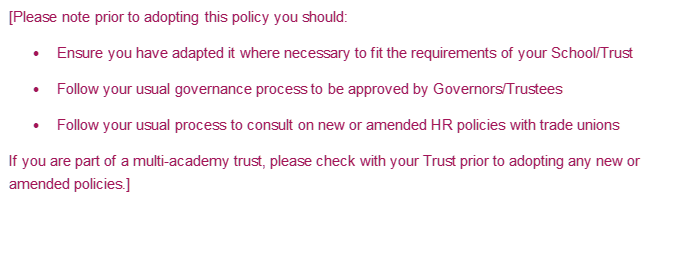 [Please note prior to adopting this policy you should:
• Ensure you have adapted it where necessary to fit the requirements of your School/Trust
• Follow your usual governance process to be approved by Governors/Trustees
• Follow your usual process to consult on new or amended HR policies with trade unions
If you are part of a multi-academy trust, please check with your Trust prior to adopting any new or
amended policies.]